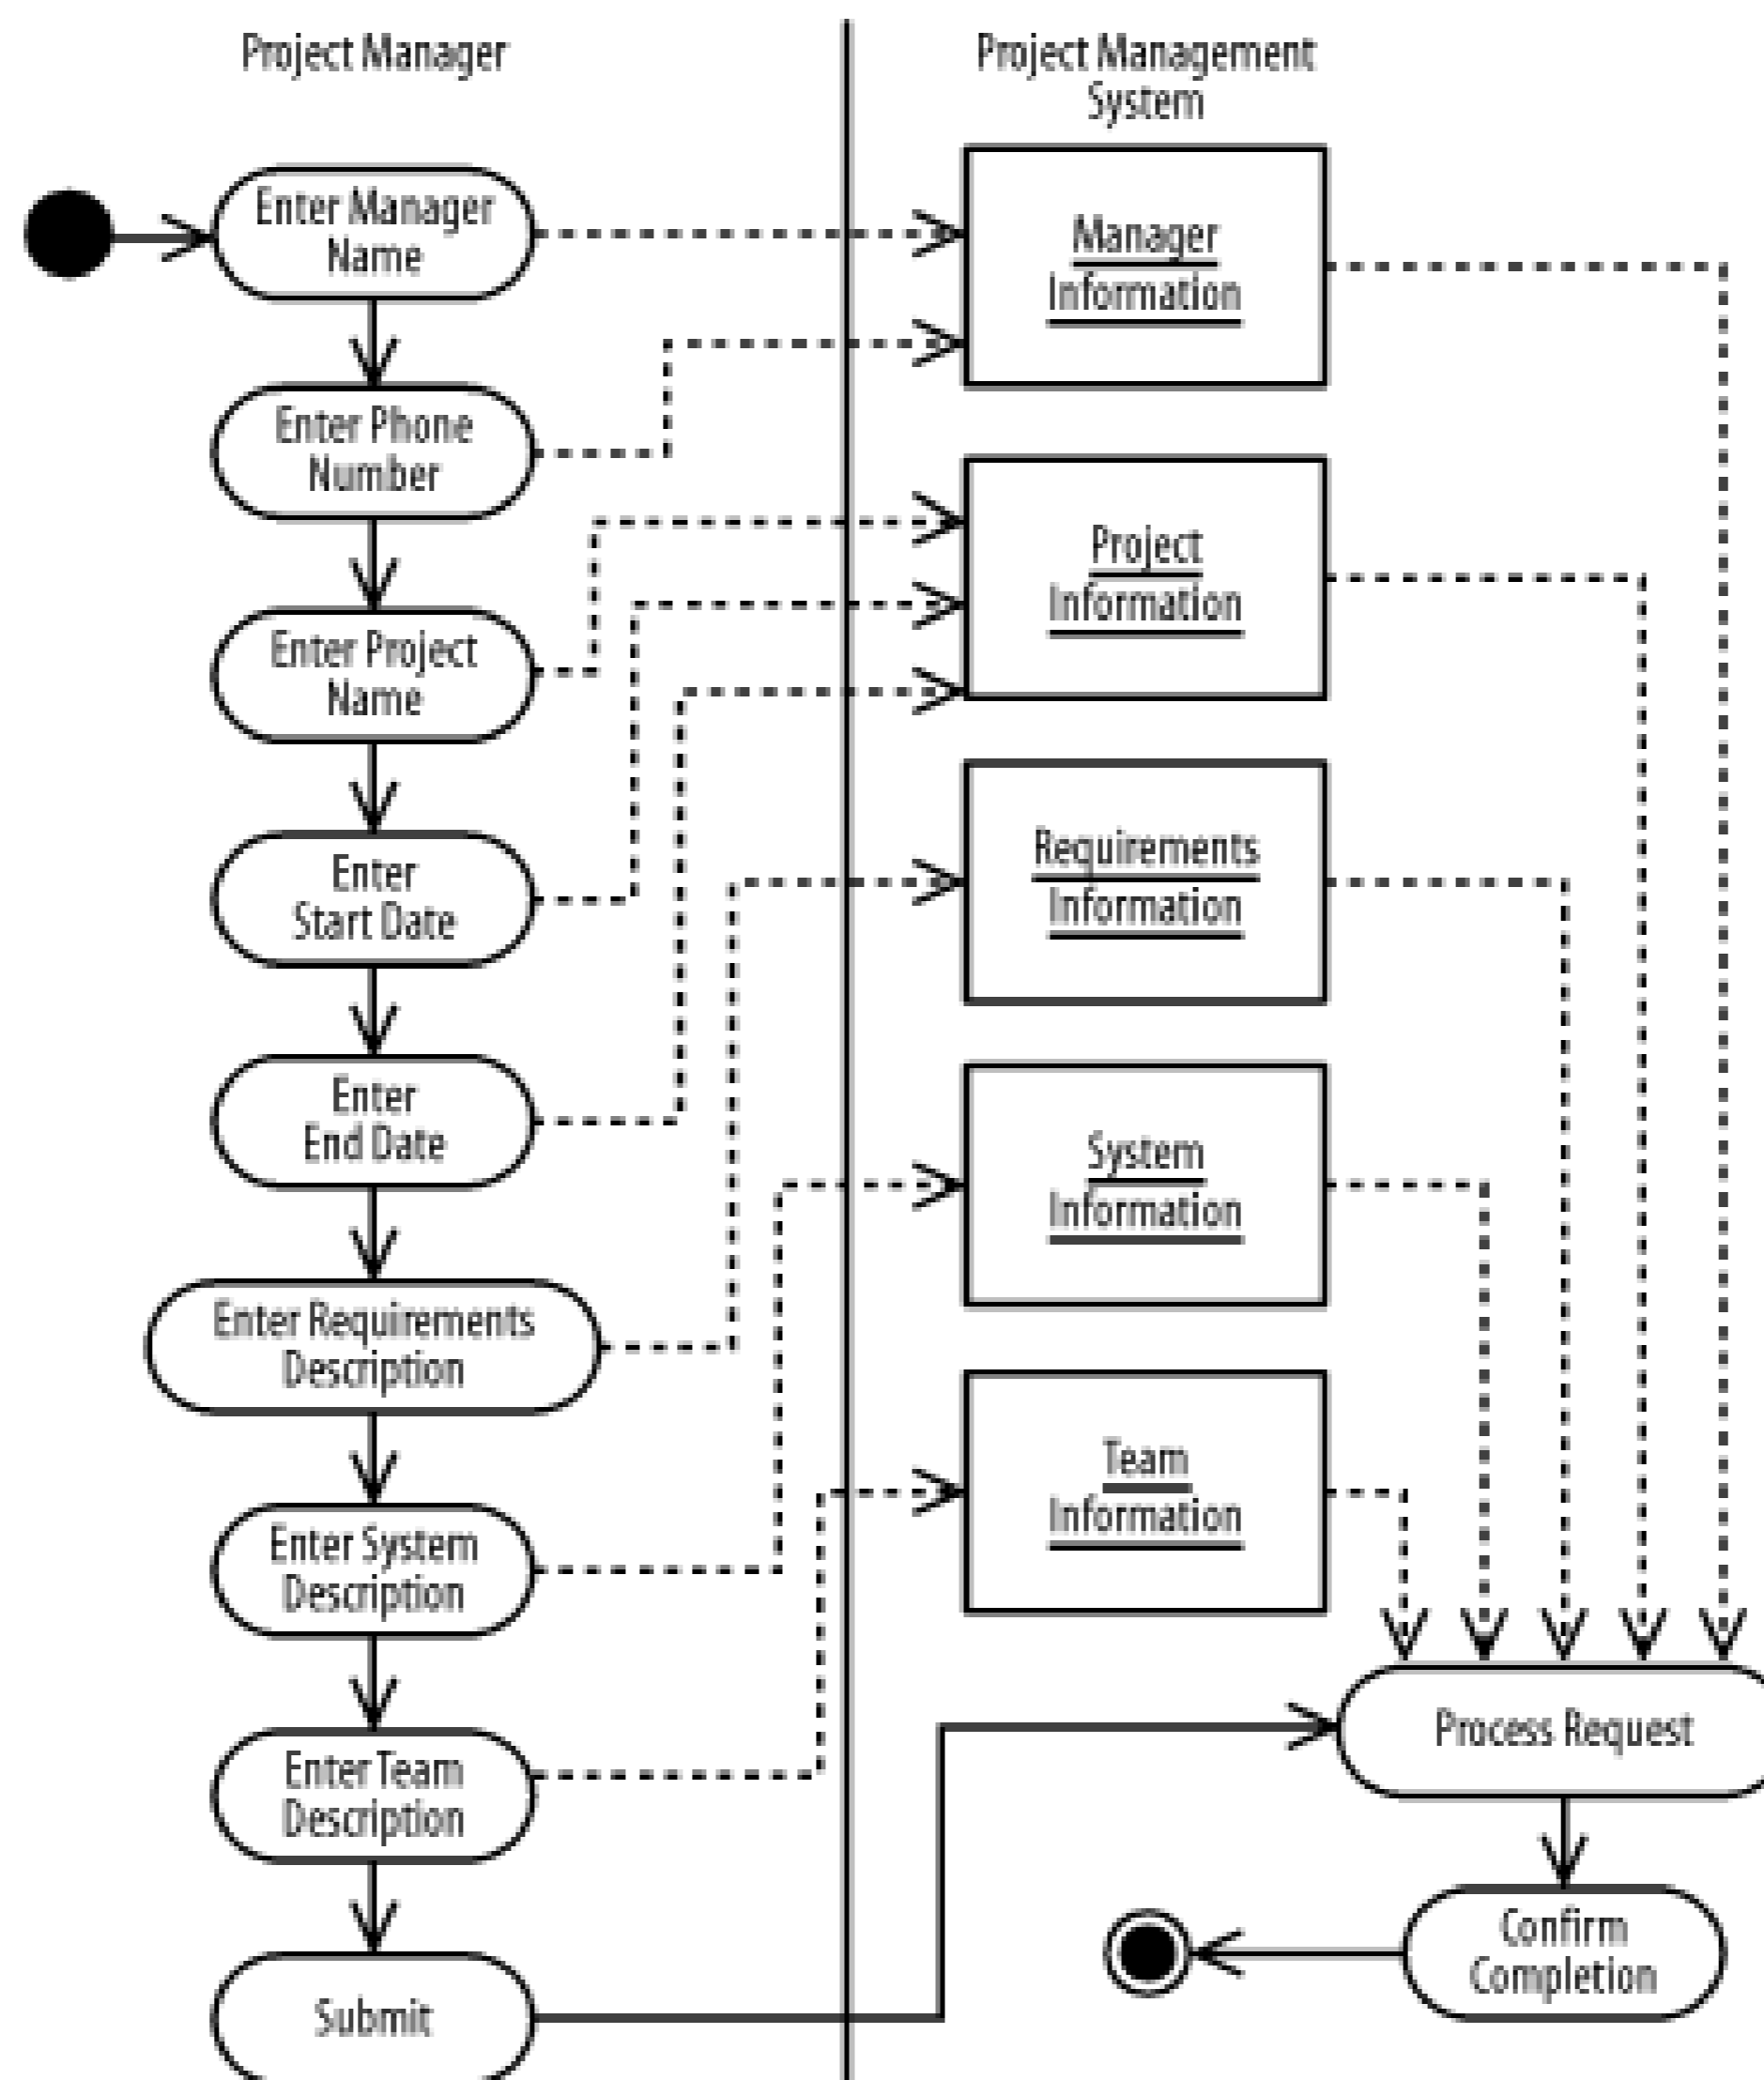 Project Manager
Project Management
System
Enter Manager
Name
Enter Phone
Number
Enter Project
Name
Enter
Start Date
Enter
End Date
Enter Requirements
Description
Enter System
Description
Enter Team
Description
Submit
Manager
Information
Project
Information
Requirements
Information
System
Information
Team
Information
Process Request
Confirm
Completion